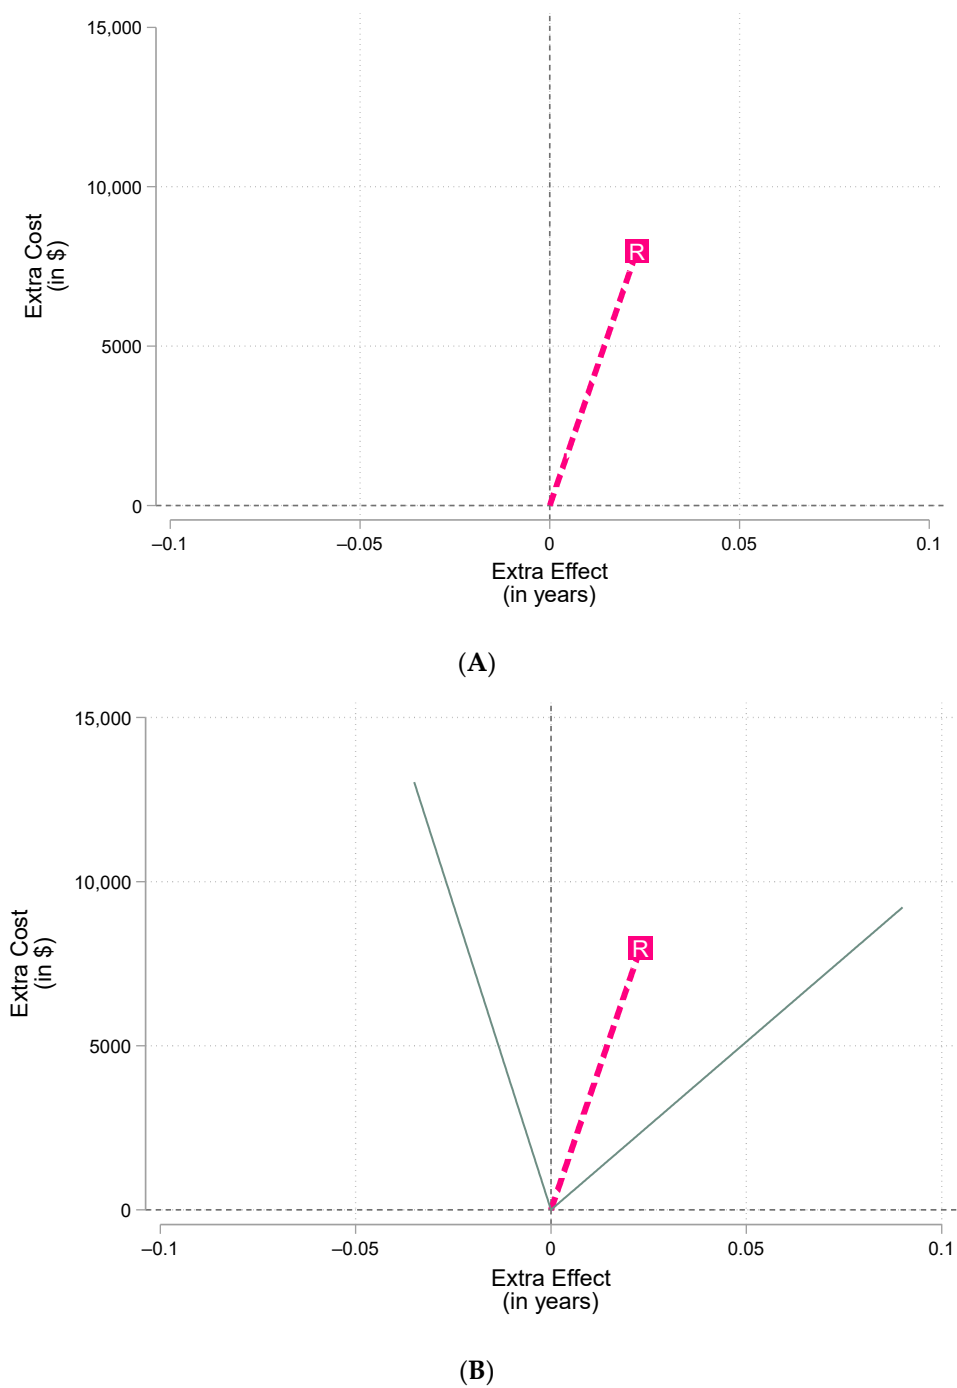 15,000
10,000
5000
0
Extra Cost
(in $)
R
–0.1
–0.05
0
0.05
0.1
Extra Effect
(in years)
(A)
15,000
10,000
5000
0
Extra Cost
(in $)
R
–0.1
–0.05
0
0.05
0.1
Extra Effect
(in years)
(B)